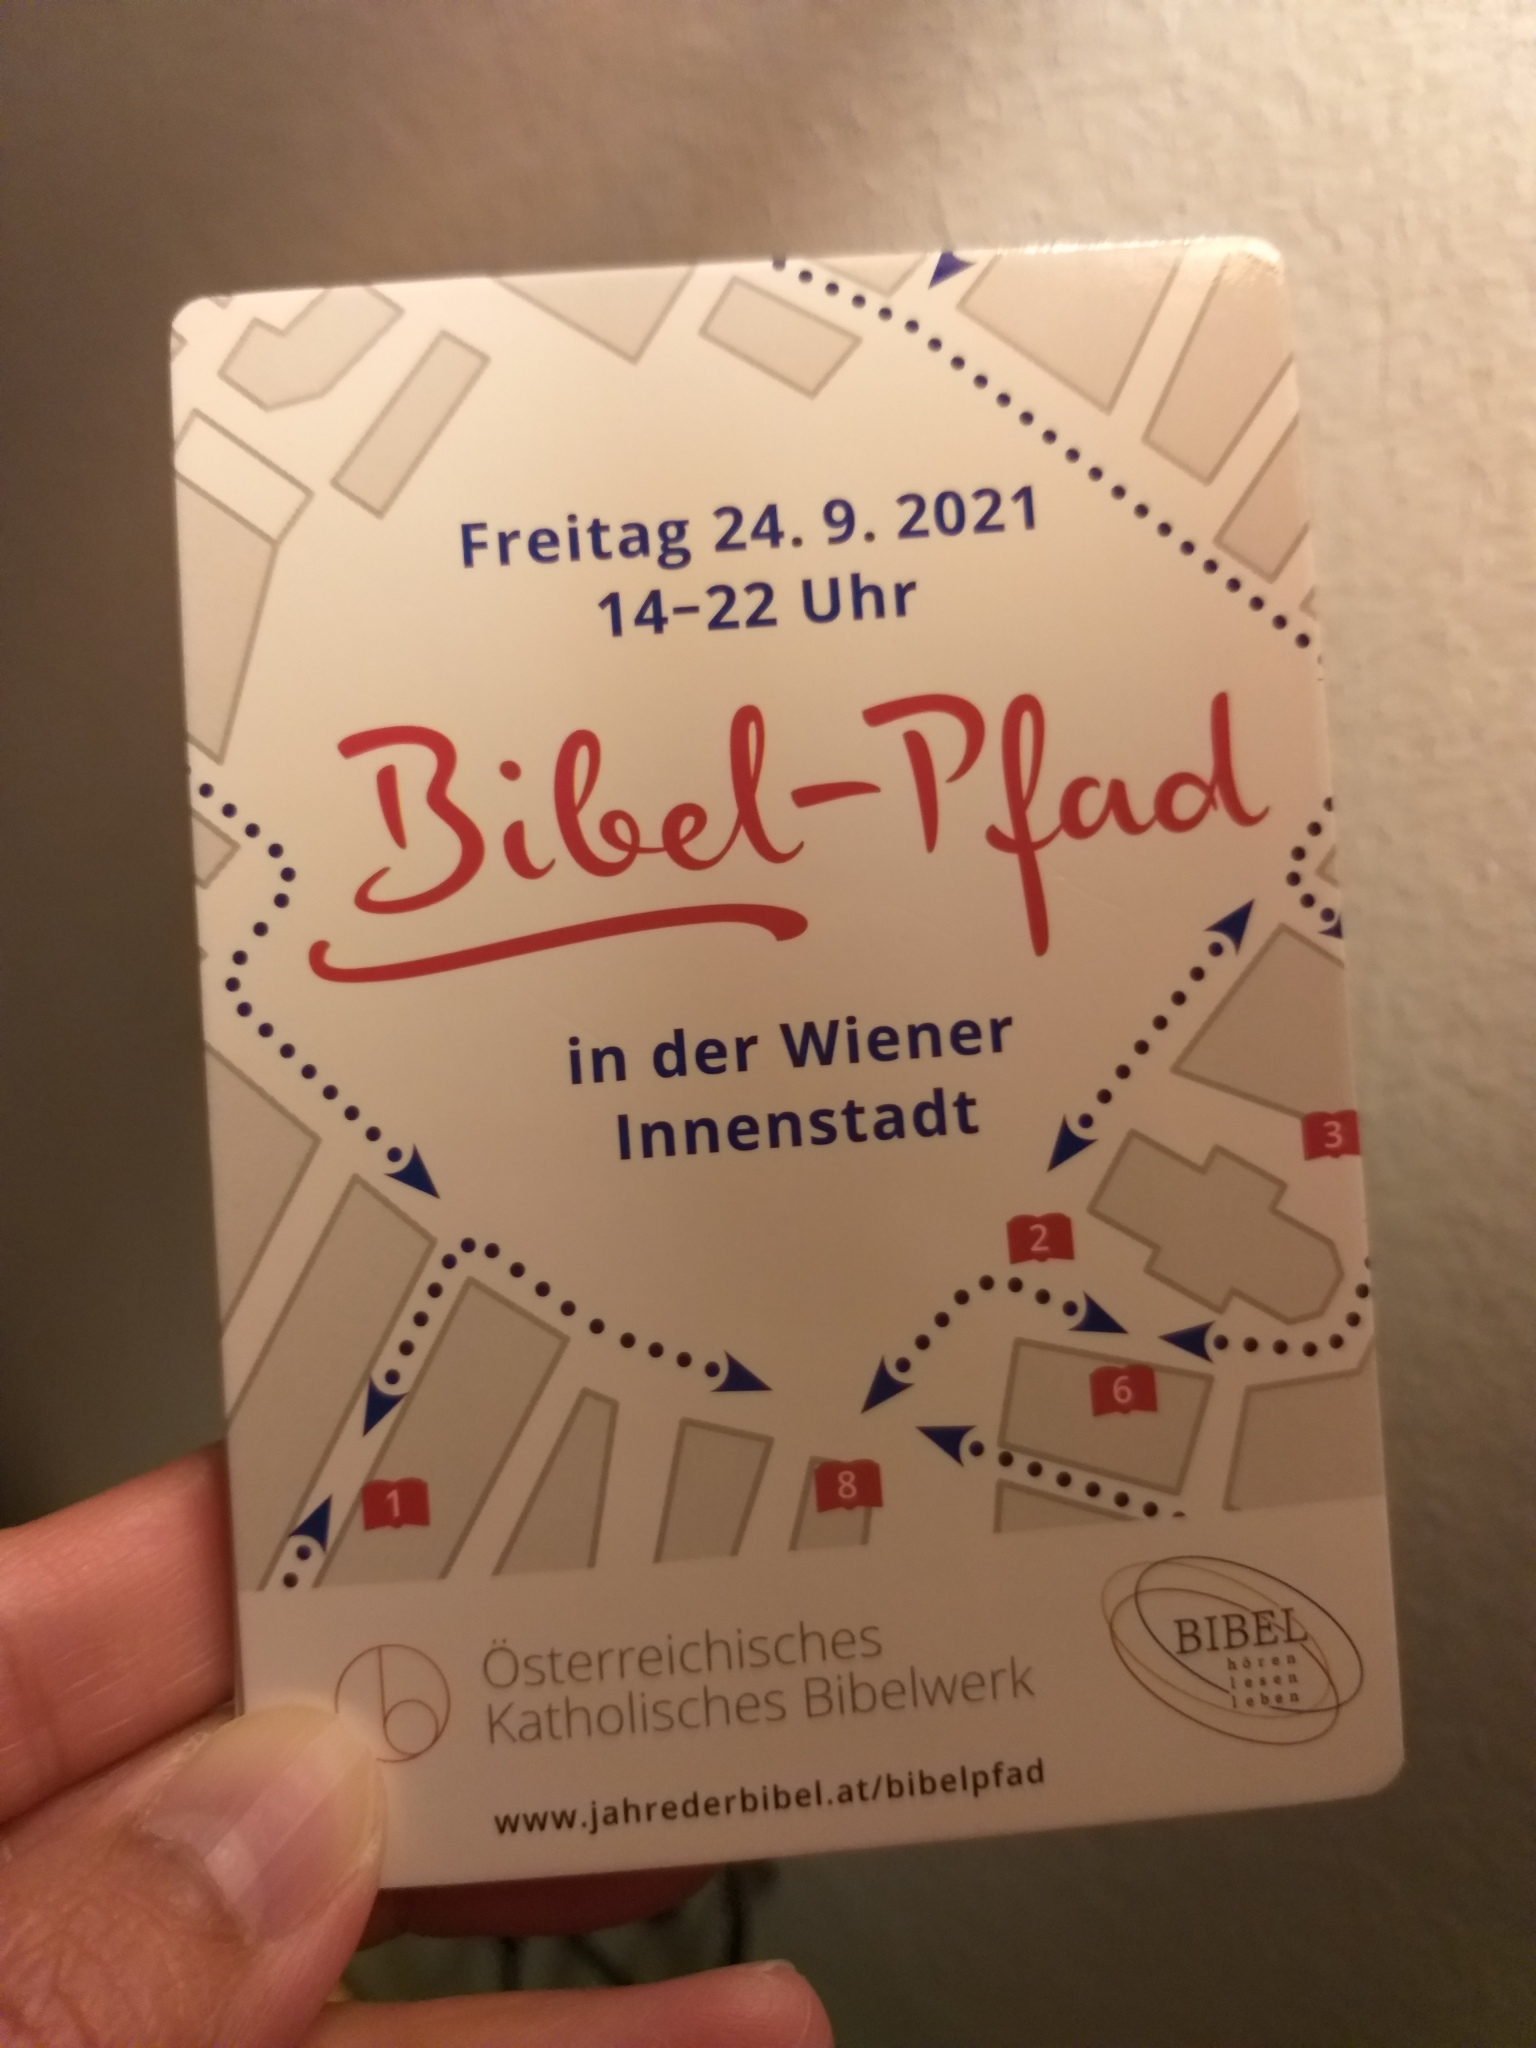 Freitag 24. 9. 2021
14–22 Uhr
Bibel-Pfad
in der Wiener
Innenstadt
3
2
6
8
1
Österreichisches
Katholisches Bibelwerk
BIBEL
hören
lesen
leben
www.jahrederbibel.at/bibelpfad